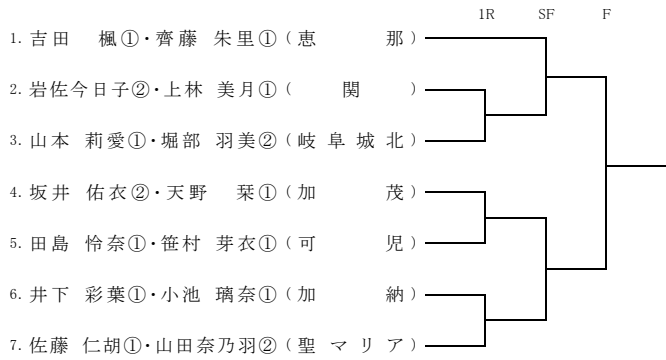 1R SF F
1. 吉田 楓①・齊藤 朱里①(恵那)
2. 岩佐今日子②・上林 美月①(関)
3. 山本 莉愛①・堀部 羽美②(岐阜城北)
4. 坂井 佑衣②・天野 栞①(加茂)
5. 田島 怜奈①・笹村 芽衣①(可児)
6. 井下 彩葉①・小池 璃奈①(加納)
7. 佐藤 仁胡①・山田奈乃羽②(聖マリア)